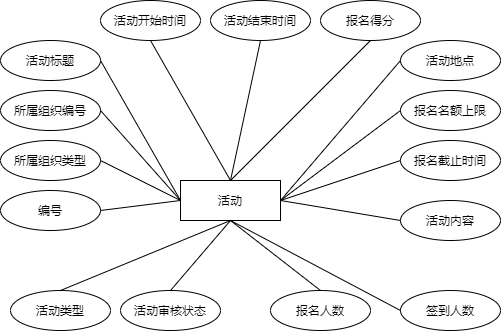 活动开始时间
活动结束时间
报名得分
活动标题
活动地点
所属组织编号
报名名额上限
所属组织类型
报名截止时间
编号
活动
活动内容
活动类型
活动审核状态
报名人数
签到人数